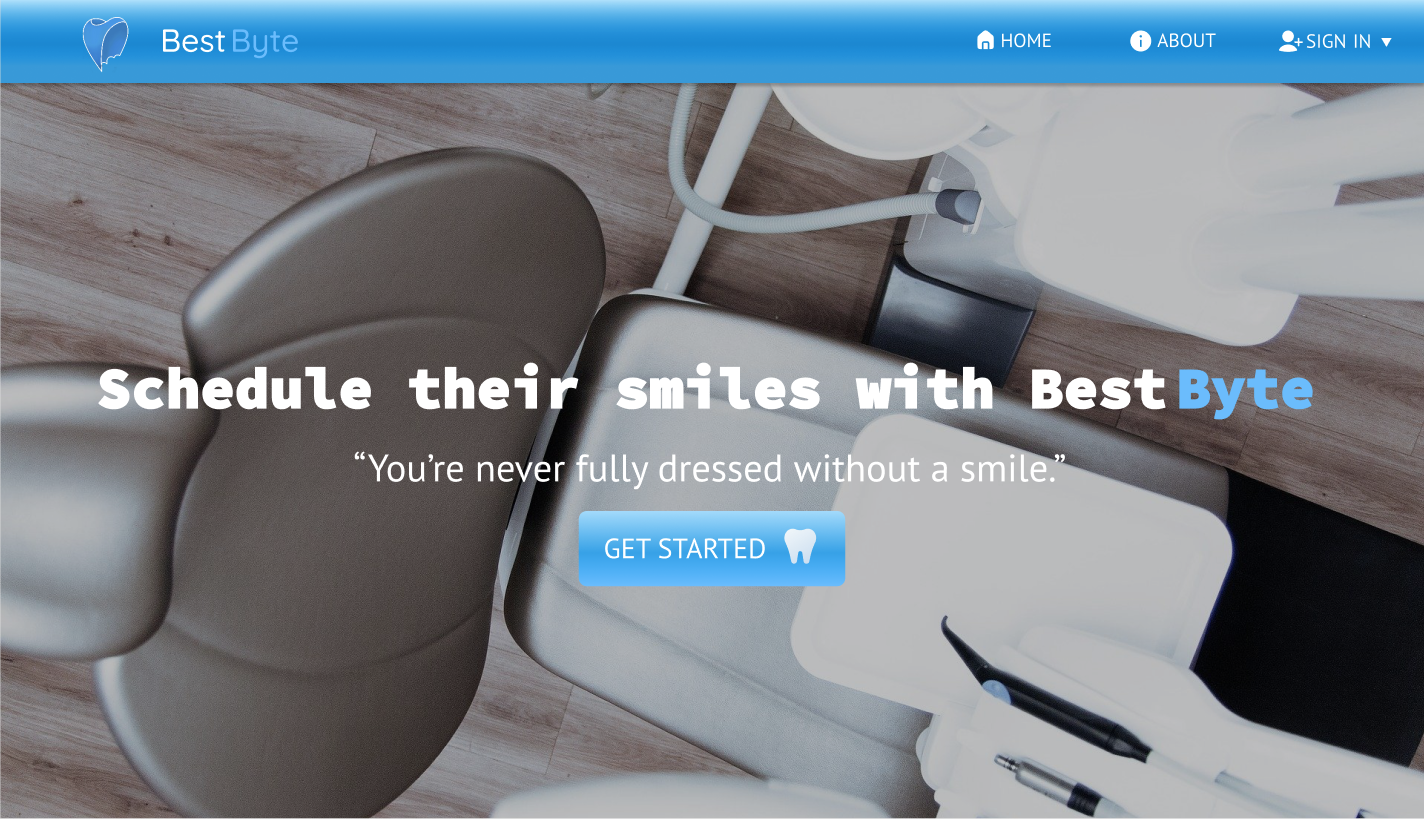 Best Byte
HOME
ABOUT
SIGN IN
Schedule their smiles with Best Byte
“You’re never fully dressed without a smile.”
GET STARTED